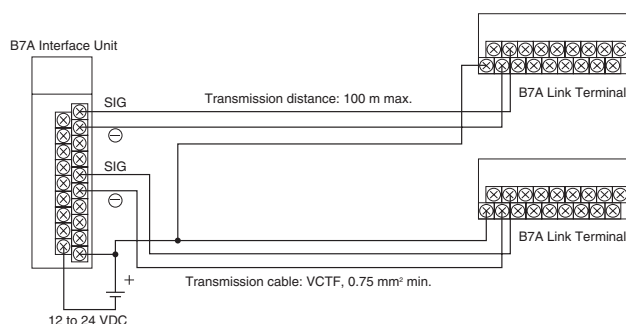 B7A Interface Unit
SIG
Transmission distance: 100 m max.
B7A Link Terminal
⊖
SIG
⊖
B7A Link Terminal
+
Transmission cable: VCTF, 0.75 mm² min.
12 to 24 VDC